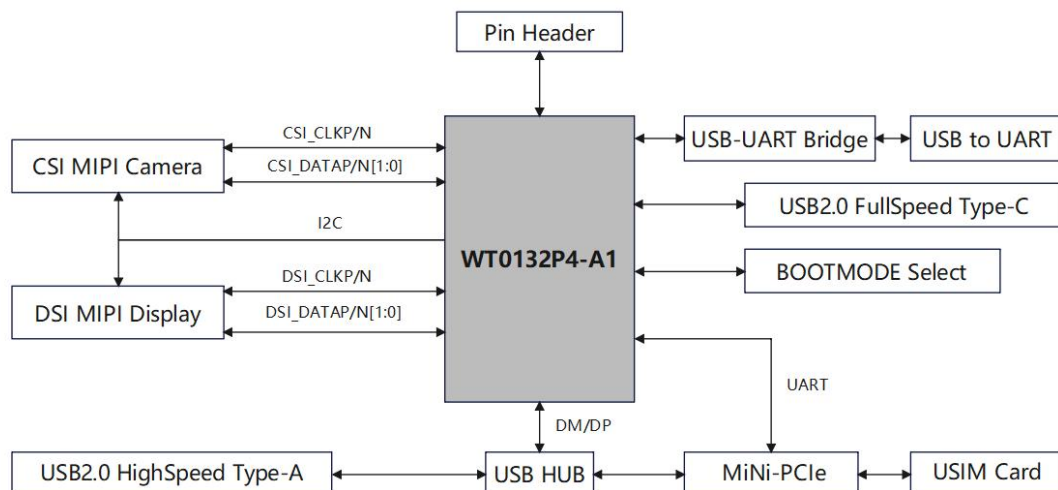 Pin Header
CSI_CLKP/N
USB-UART Bridge
USB to UART
CSI MIPI Camera
CSI_DATAP/N[1:0]
USB2.0 FullSpeed Type-C
I2C
WT0132P4-A1
BOOTMODE Select
DSI_CLKP/N
DSI MIPI Display
DSI_DATAP/N[1:0]
UART
DM/DP
USB2.0 HighSpeed Type-A
USB HUB
MiNi-PCIe
USIM Card